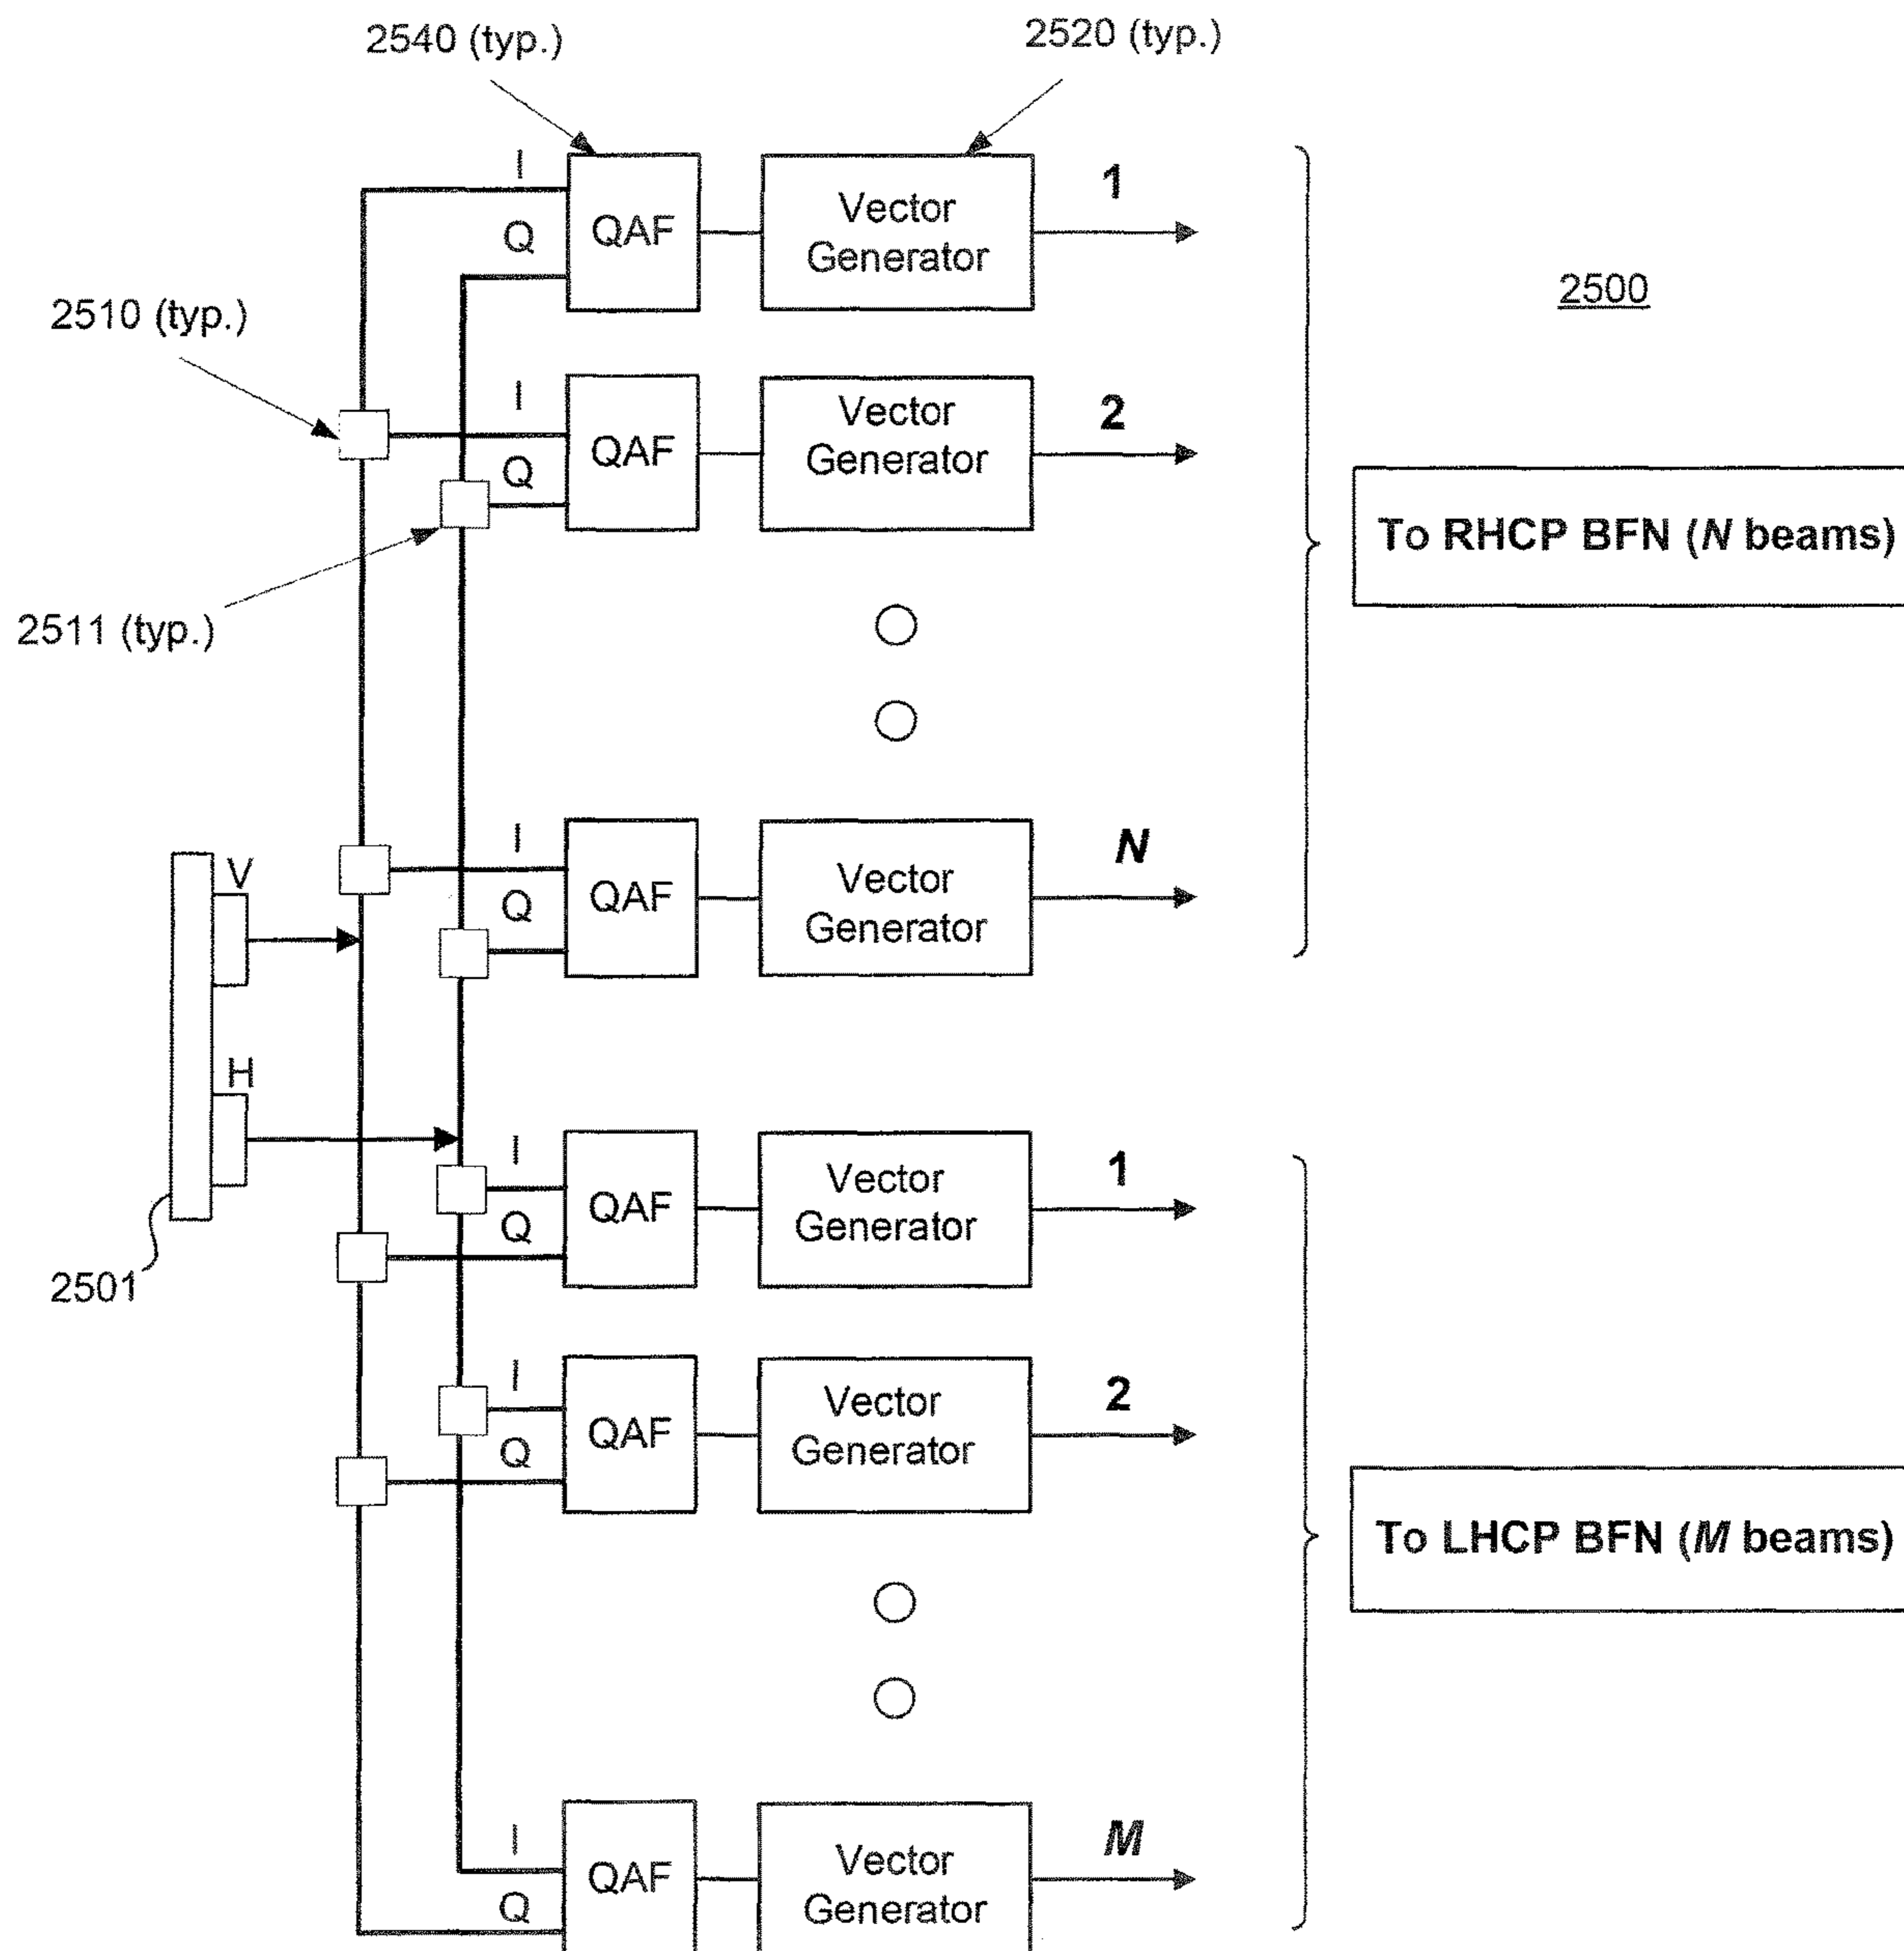 2540 (typ.)
2520 (typ.)
I
Q
QAF
Vector
Generator
1
2500
2510 (typ.)
I
Q
QAF
Vector
Generator
2
To RHCP BFN (N beams)
2511 (typ.)
I
Q
QAF
Vector
Generator
N
V
H
2501
I
Q
QAF
Vector
Generator
1
I
Q
QAF
Vector
Generator
2
To LHCP BFN (M beams)
I
Q
QAF
Vector
Generator
M